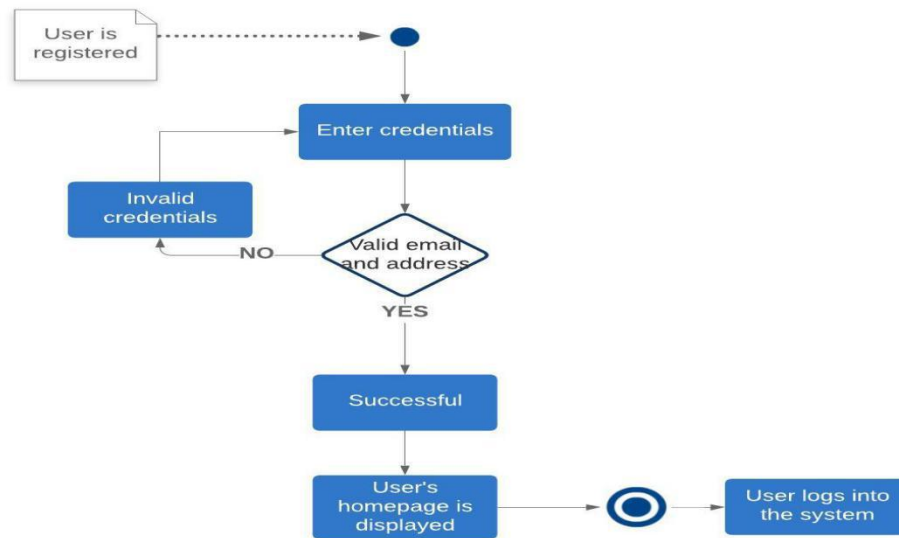 User is
registered
Enter credentials
Invalid
credentials
Valid email
and address
NO
YES
Successful
User's
homepage is
displayed
User logs into
the system